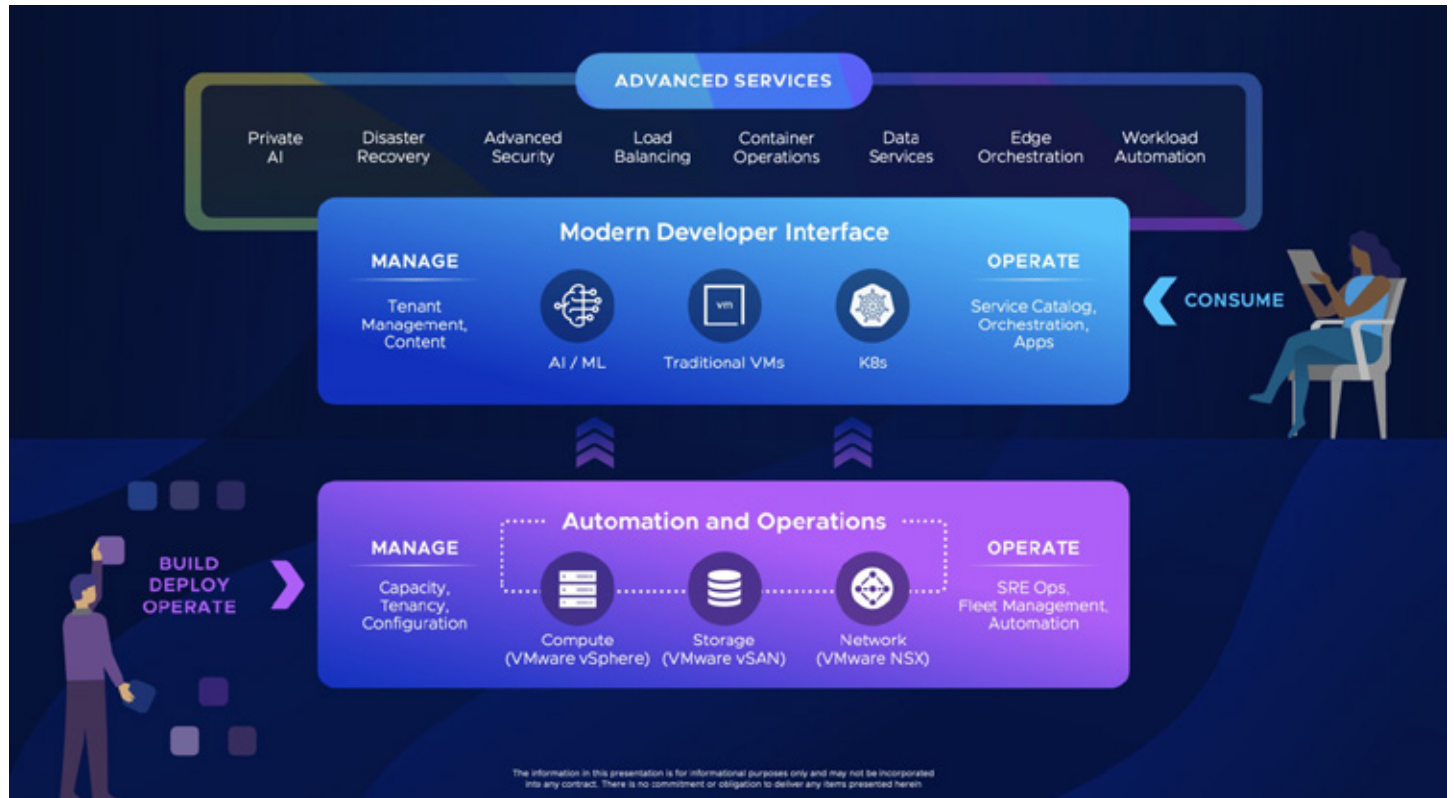 ADVANCED SERVICES
Private
AI
Disaster
Recovery
Advanced
Security
Load
Balancing
Container
Operations
Data
Services
Edge
Orchestration
Workload
Automation
Modern Developer Interface
MANAGE
Tenant
Management,
Content
vm
AI / ML
Traditional VMs
K8s
OPERATE
Service Catalog,
Orchestration,
Apps
CONSUME
BUILD
DEPLOY
OPERATE
Automation and Operations
MANAGE
Capacity,
Tenancy,
Configuration
Compute
(VMware vSphere)
Storage
(VMware vSAN)
Network
(VMware NSX)
OPERATE
SRE Ops,
Fleet Management,
Automation
The information in this presentation is for informational purposes only and may not be incorporated
into any contract. There is no commitment or obligation to deliver any items presented herein